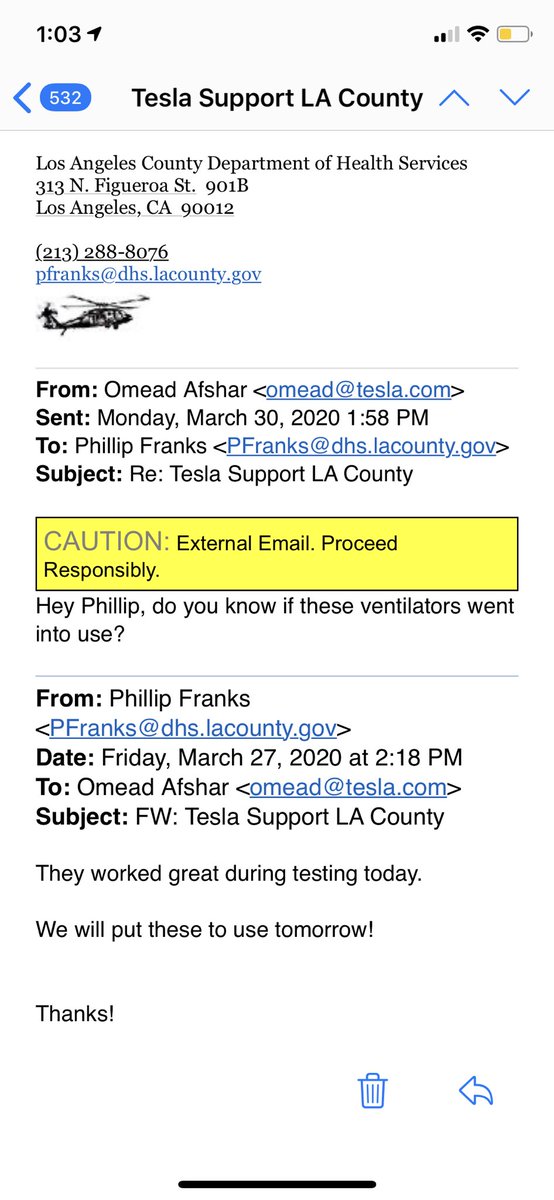 1:03
532
Tesla Support LA County
Los Angeles County Department of Health Services
313 N. Figueroa St.  901B
Los Angeles, CA  90012
(213) 288-8076
pfranks@dhs.lacounty.gov
From: Omead Afshar <omead@tesla.com>
Sent: Monday, March 30, 2020 1:58 PM
To: Phillip Franks <PFranks@dhs.lacounty.gov>
Subject: Re: Tesla Support LA County
CAUTION: External Email. Proceed
Responsibly.
Hey Phillip, do you know if these ventilators went
into use?
From: Phillip Franks
<PFranks@dhs.lacounty.gov>
Date: Friday, March 27, 2020 at 2:18 PM
To: Omead Afshar <omead@tesla.com>
Subject: FW: Tesla Support LA County
They worked great during testing today.
We will put these to use tomorrow!
Thanks!